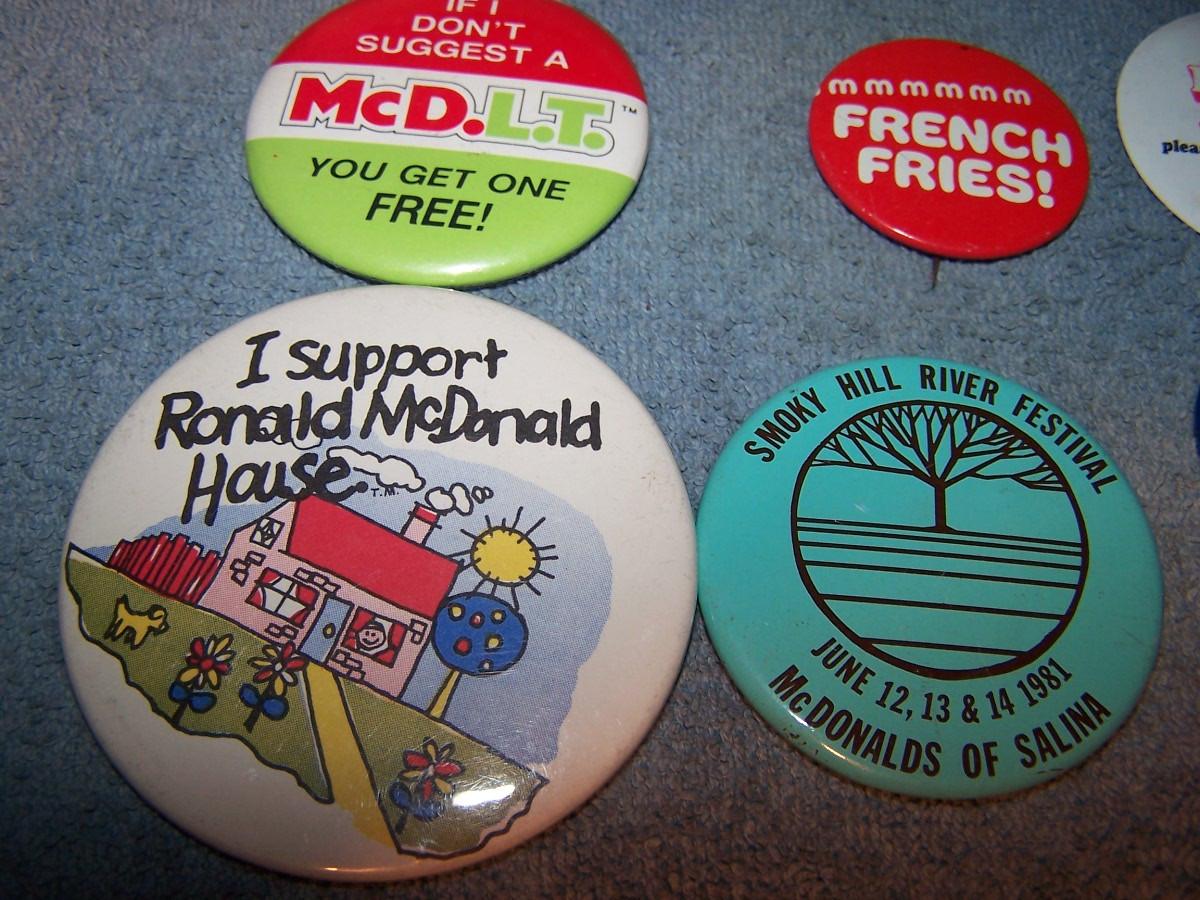 IF I
DON'T
SUGGEST A
McD.L.T.™
YOU GET ONE
FREE!
mmmmmm
FRENCH
FRIES!
I support
Ronald McDonald
House T.M.
SMOKY HILL RIVER FESTIVAL
JUNE 12, 13 & 14 1981
McDONALDS OF SALINA